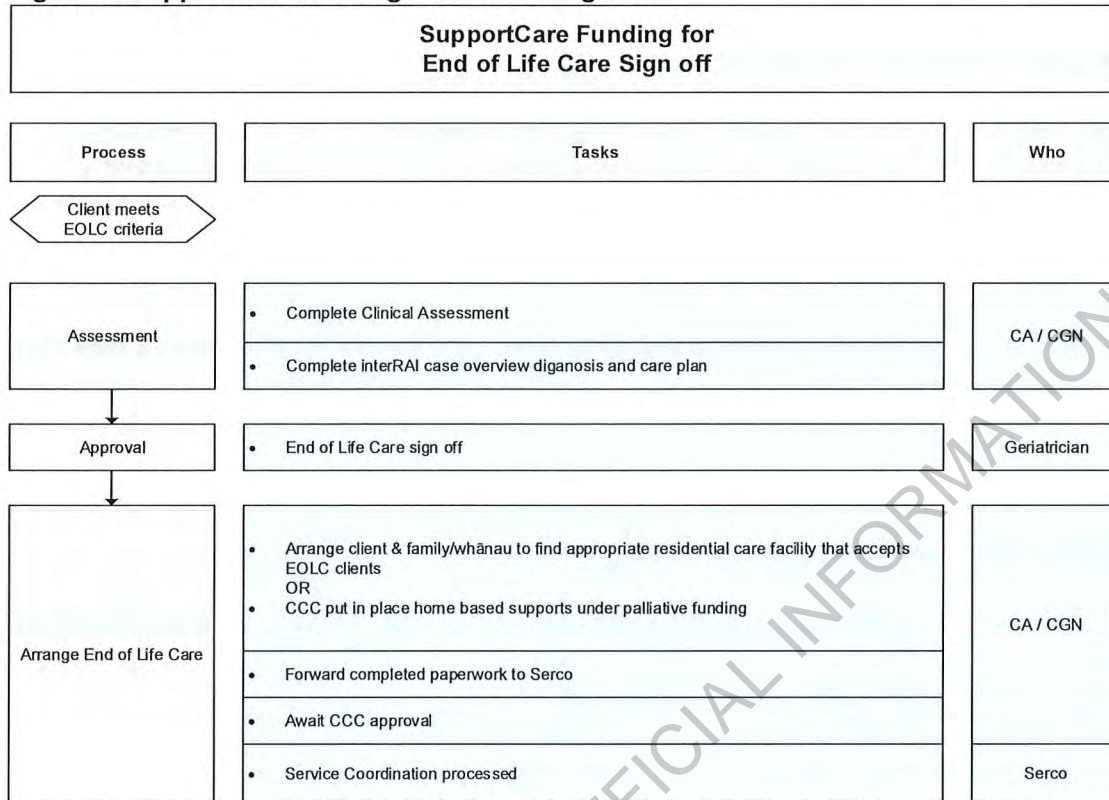 SupportCare Funding for
End of Life Care Sign off
Process
Tasks
Who
Client meets
EOLC criteria
Assessment
• Complete Clinical Assessment
• Complete interRAI case overview diganosis and care plan
CA / CGN
Approval
• End of Life Care sign off
Geriatrician
Arrange End of Life Care
• Arrange client & family/whānau to find appropriate residential care facility that accepts
EOLC clients
OR
• CCC put in place home based supports under palliative funding
• Forward completed paperwork to Serco
• Await CCC approval
CA / CGN
• Service Coordination processed
Serco
FICIAL INFORMATION